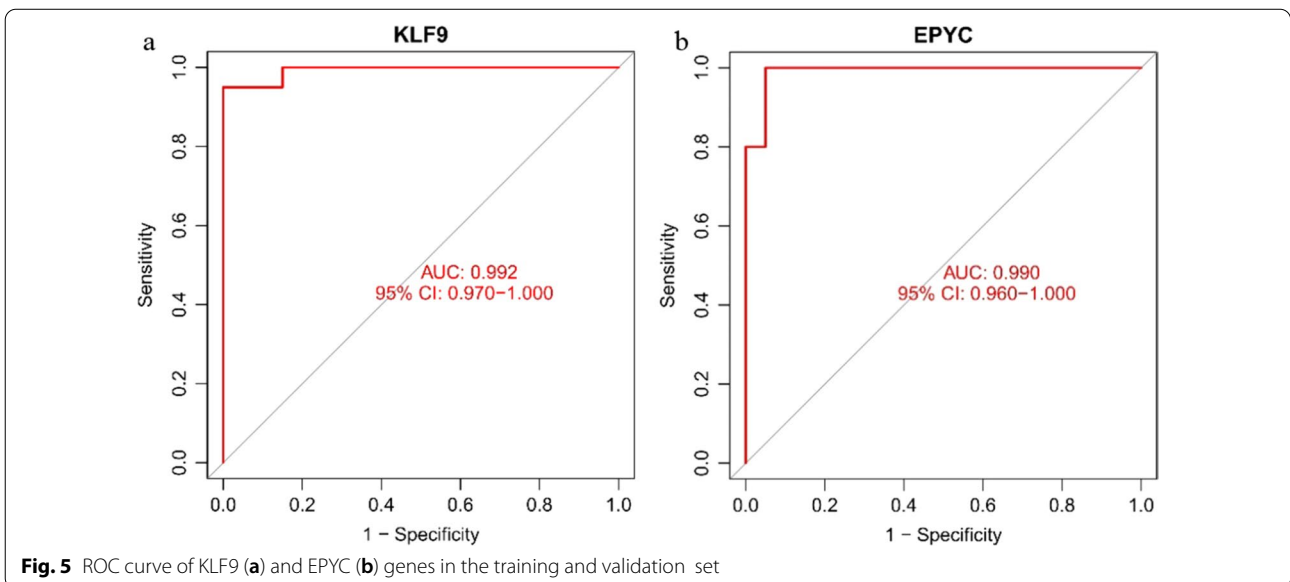 a
KLF9
Sensitivity
1.0
0.8
0.6
0.4
0.2
0.0
AUC: 0.992
95% CI: 0.970−1.000
0.0 0.2 0.4 0.6 0.8 1.0
1 − Specificity
b
EPYC
Sensitivity
1.0
0.8
0.6
0.4
0.2
0.0
AUC: 0.990
95% CI: 0.960−1.000
0.0 0.2 0.4 0.6 0.8 1.0
1 − Specificity
Fig. 5 ROC curve of KLF9 (a) and EPYC (b) genes in the training and validation set